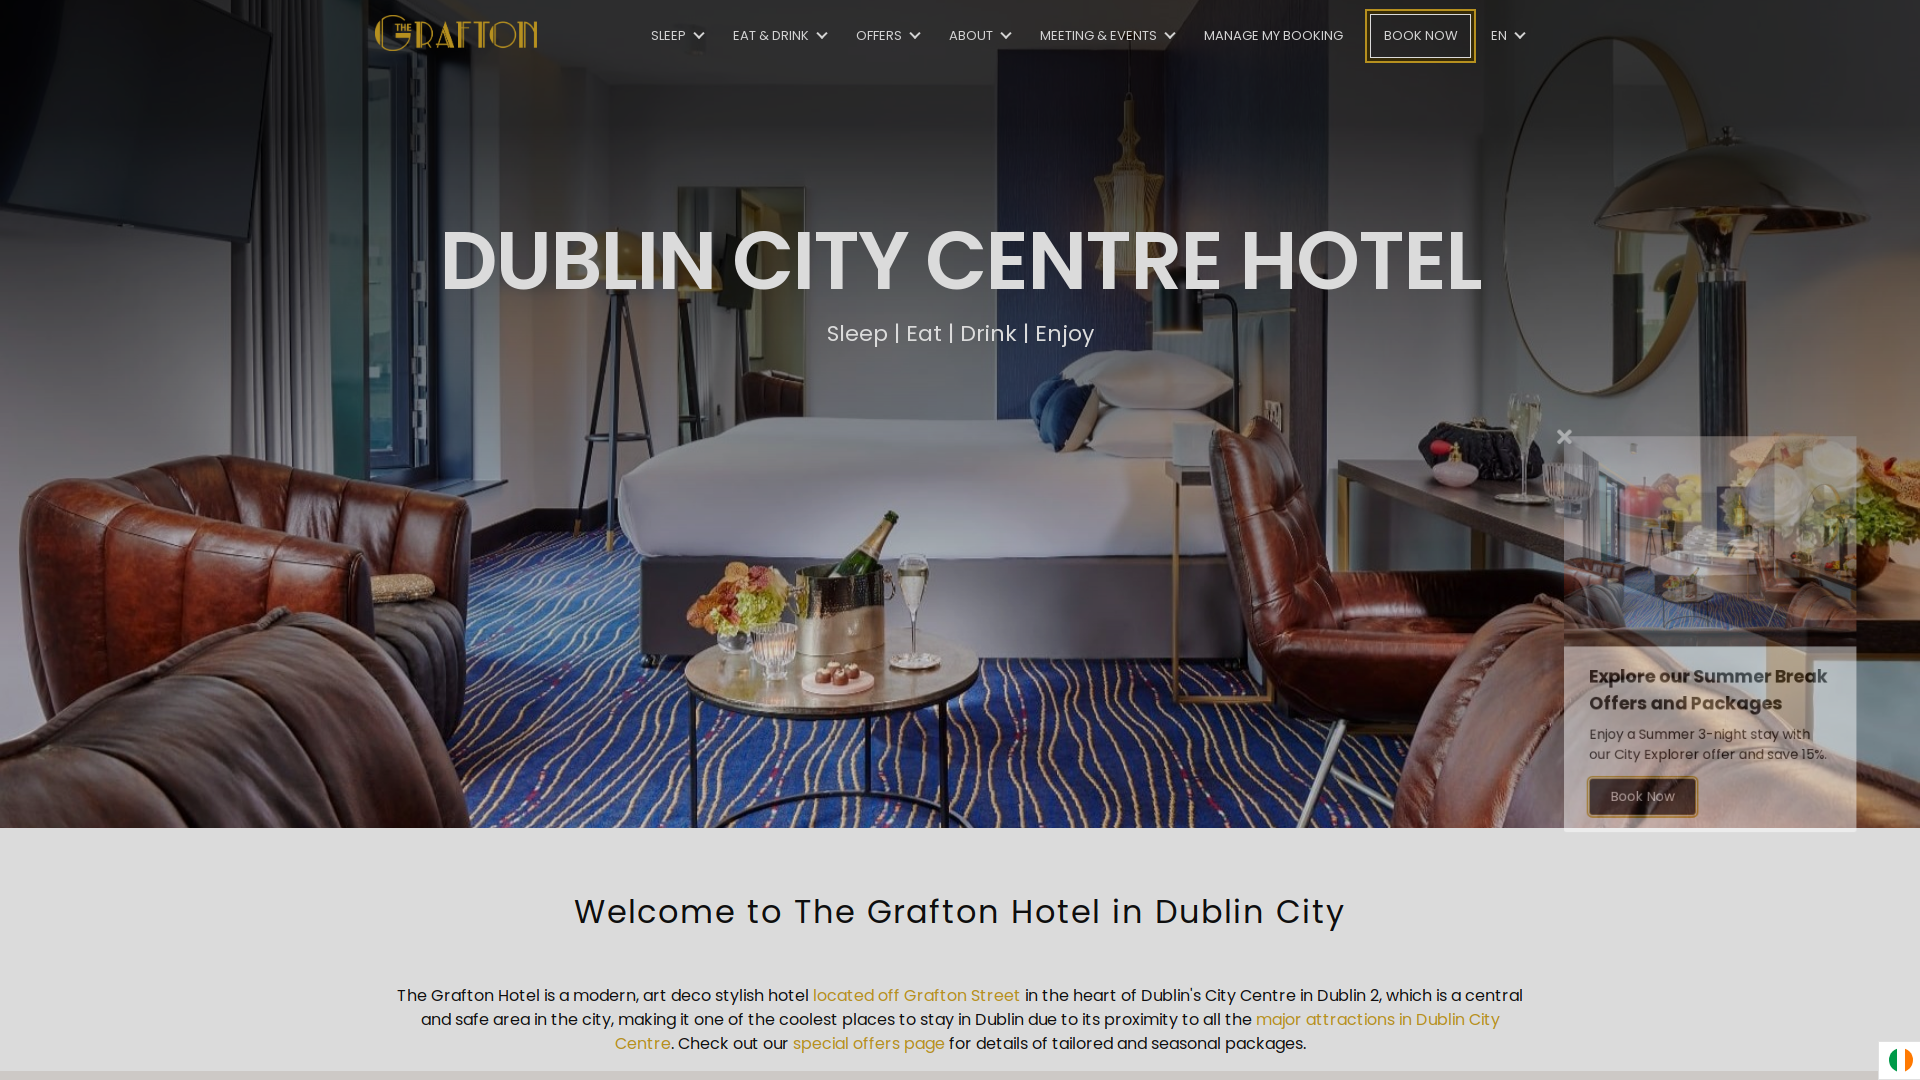 THE GRAFTON
SLEEP
EAT & DRINK
OFFERS
ABOUT
MEETING & EVENTS
MANAGE MY BOOKING
BOOK NOW
EN
DUBLIN CITY CENTRE HOTEL
Sleep | Eat | Drink | Enjoy
Explore our Summer Break
Offers and Packages
Enjoy a Summer 3-night stay with
our City Explorer offer and save 15%.
Book Now
Welcome to The Grafton Hotel in Dublin City
The Grafton Hotel is a modern, art deco stylish hotel located off Grafton Street in the heart of Dublin's City Centre in Dublin 2, which is a central
and safe area in the city, making it one of the coolest places to stay in Dublin due to its proximity to all the major attractions in Dublin City
Centre. Check out our special offers page for details of tailored and seasonal packages.